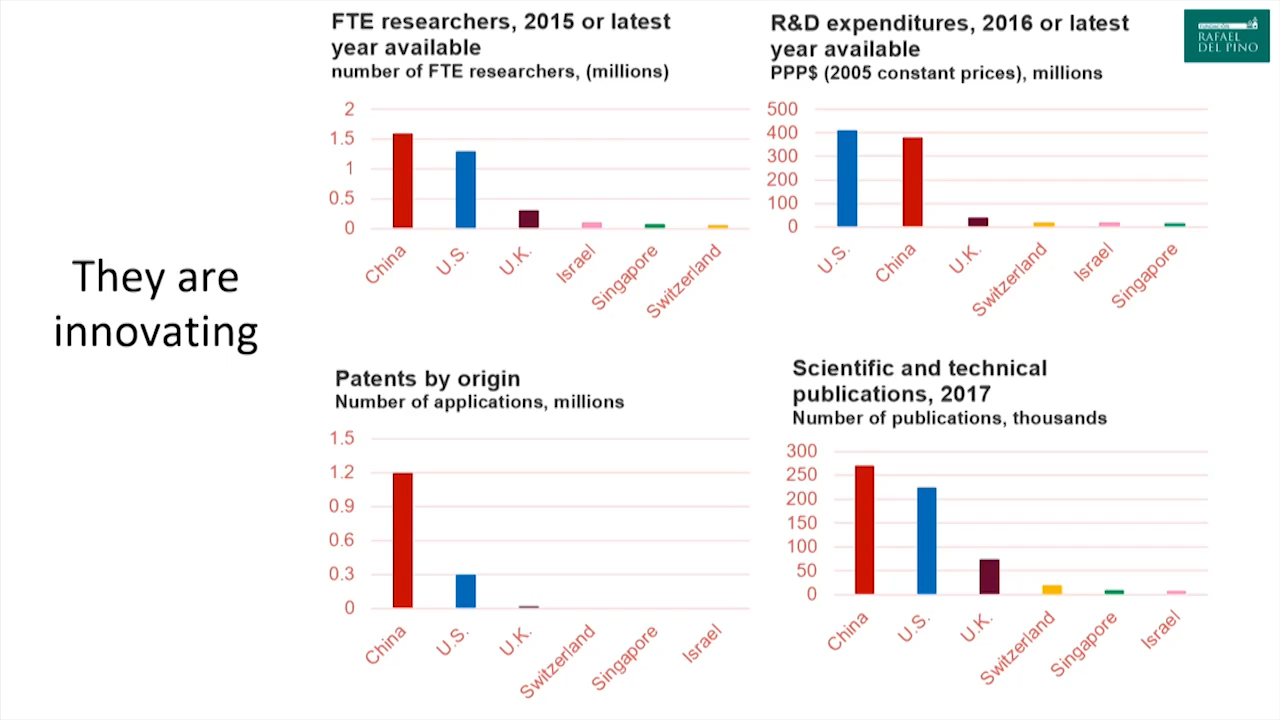 They are
innovating
FTE researchers, 2015 or latest
year available
number of FTE researchers, (millions)
2
1.5
1
0.5
0
China
U.S.
U.K.
Israel
Singapore
Switzerland
R&D expenditures, 2016 or latest
year available
PPP$ (2005 constant prices), millions
500
400
300
200
100
0
U.S.
China
U.K.
Switzerland
Israel
Singapore
FUNDACIÓN
RAFAEL
DEL PINO
Patents by origin
Number of applications, millions
1.5
1.2
0.9
0.6
0.3
0
China
U.S.
U.K.
Switzerland
Singapore
Israel
Scientific and technical
publications, 2017
Number of publications, thousands
300
250
200
150
100
50
0
China
U.S.
U.K.
Switzerland
Singapore
Israel